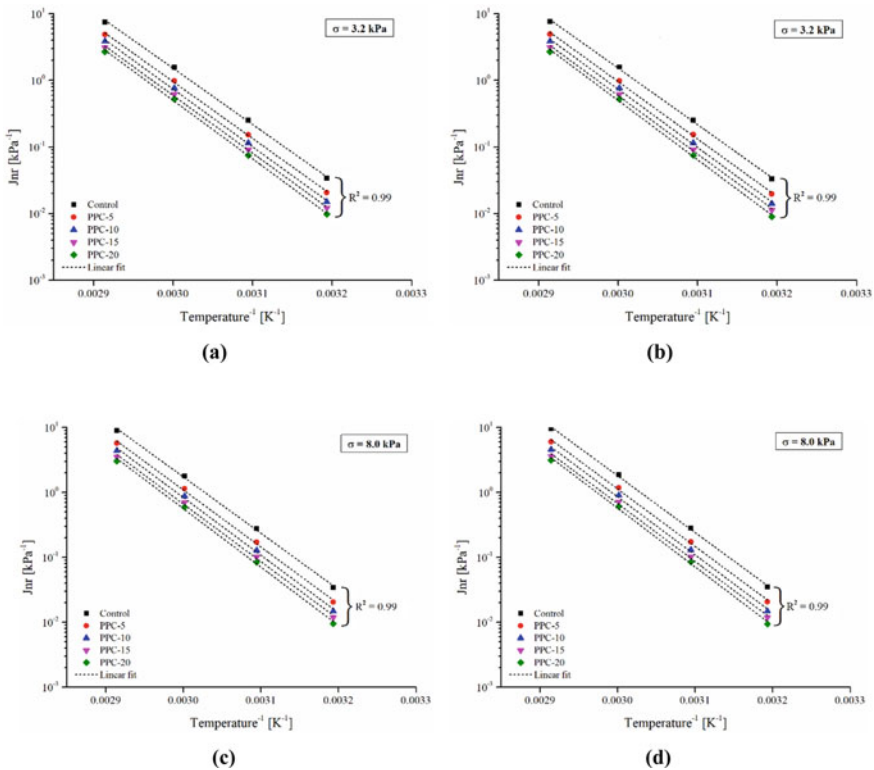 10¹
σ = 3.2 kPa
10⁰
10⁻¹
10⁻²
10⁻³
Jnr [kPa⁻¹]
R² = 0.99
Control
PPC-5
PPC-10
PPC-15
PPC-20
Linear fit
0.0029 0.0030 0.0031 0.0032 0.0033
Temperature⁻¹ [K⁻¹]
(a)
10¹
σ = 3.2 kPa
10⁰
10⁻¹
10⁻²
10⁻³
Jnr [kPa⁻¹]
R² = 0.99
Control
PPC-5
PPC-10
PPC-15
PPC-20
Linear fit
0.0029 0.0030 0.0031 0.0032 0.0033
Temperature⁻¹ [K⁻¹]
(b)
10¹
σ = 8.0 kPa
10⁰
10⁻¹
10⁻²
10⁻³
Jnr [kPa⁻¹]
R² = 0.99
Control
PPC-5
PPC-10
PPC-15
PPC-20
Linear fit
0.0029 0.0030 0.0031 0.0032 0.0033
Temperature⁻¹ [K⁻¹]
(c)
10¹
σ = 8.0 kPa
10⁰
10⁻¹
10⁻²
10⁻³
Jnr [kPa⁻¹]
R² = 0.99
Control
PPC-5
PPC-10
PPC-15
PPC-20
Linear fit
0.0029 0.0030 0.0031 0.0032 0.0033
Temperature⁻¹ [K⁻¹]
(d)